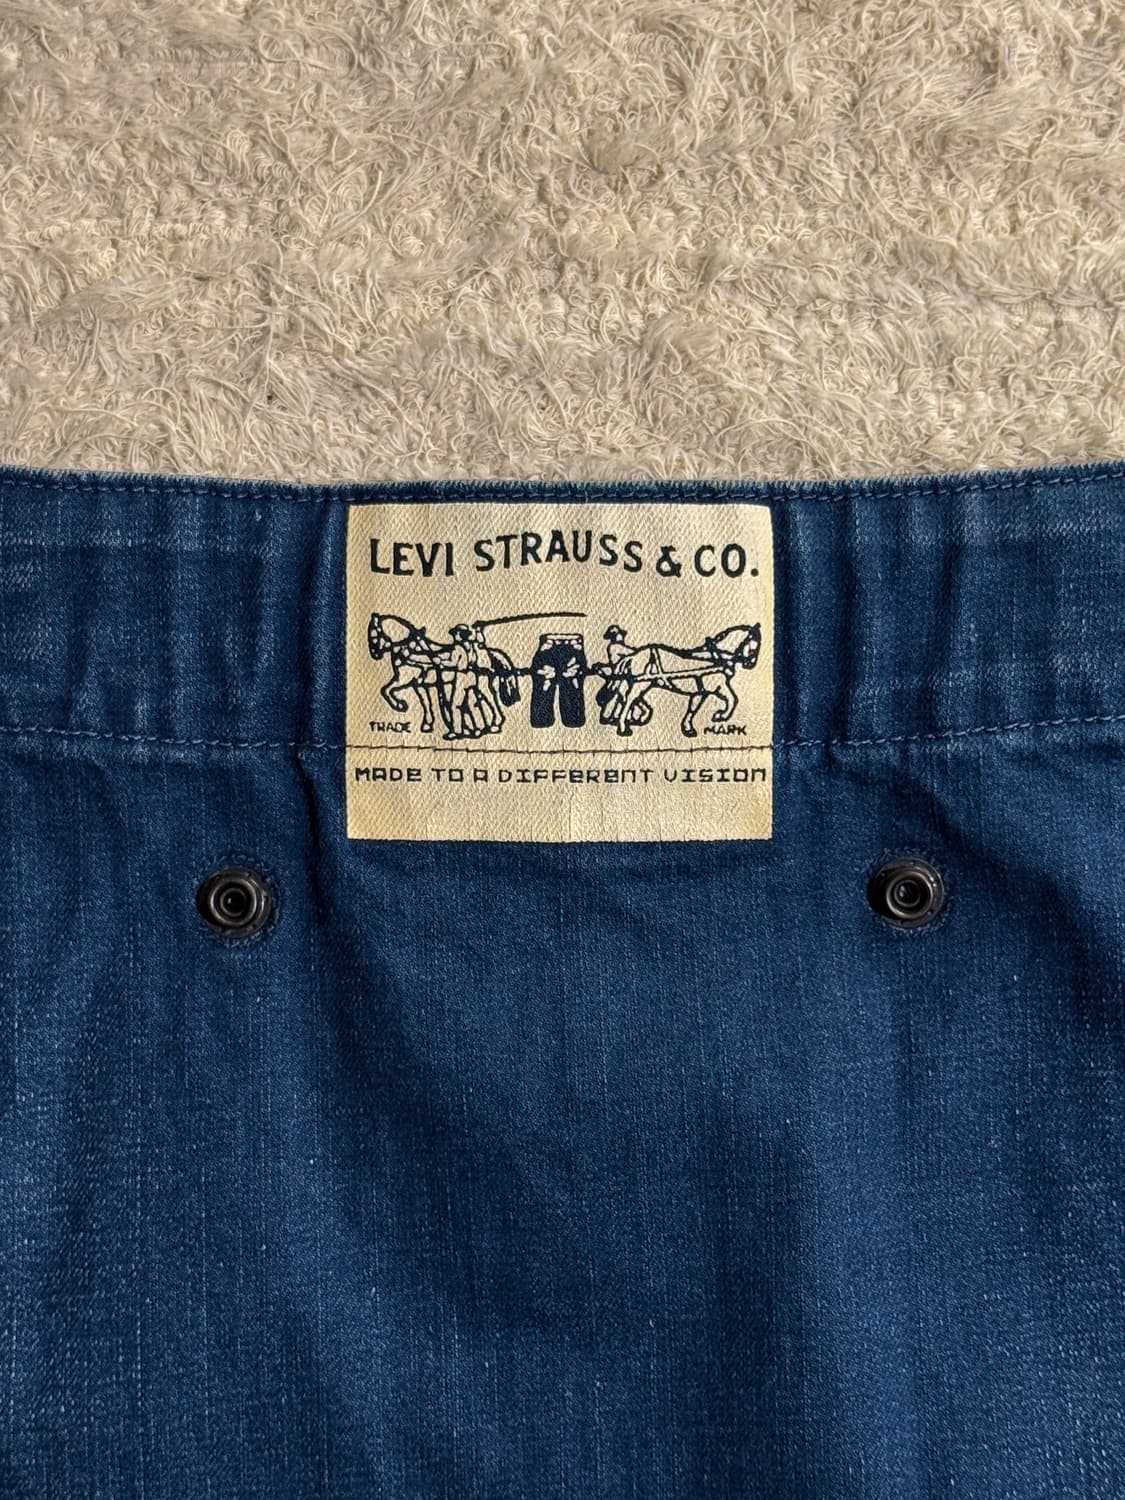 LEVI STRAUSS & CO.
TRADE MARK
MADE TO A DIFFERENT VISION